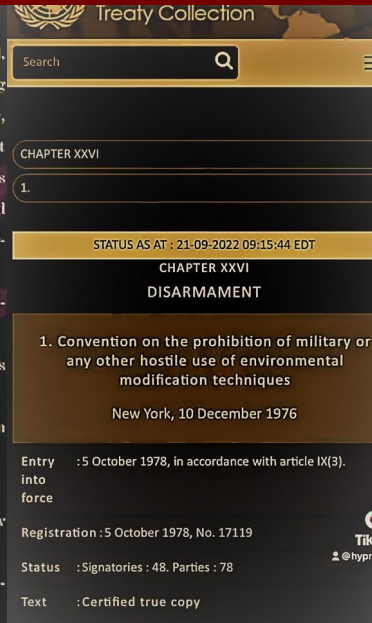 Treaty Collection
Search
CHAPTER XXVI
1.
STATUS AS AT : 21-09-2022 09:15:44 EDT
CHAPTER XXVI
DISARMAMENT
1. Convention on the prohibition of military or
any other hostile use of environmental
modification techniques
New York, 10 December 1976
Entry into force : 5 October 1978, in accordance with article IX(3).
Registration : 5 October 1978, No. 17119
Status : Signatories : 48. Parties : 78
Text : Certified true copy